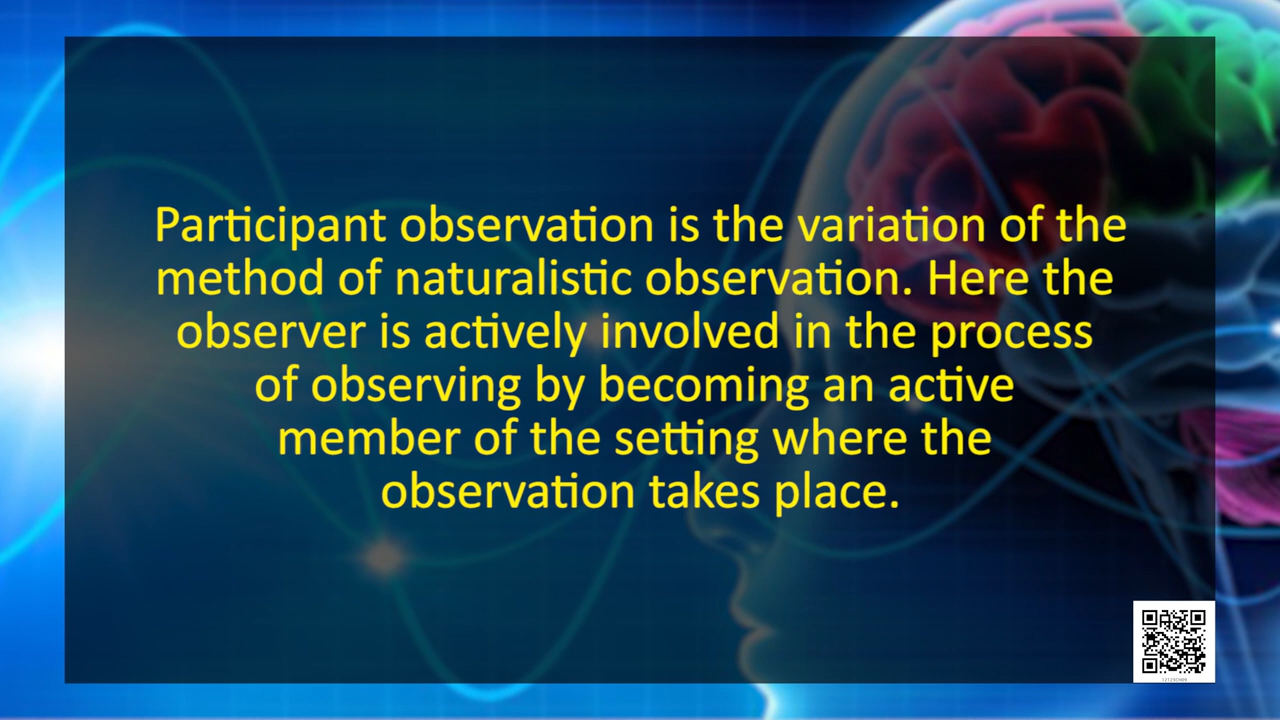 Participant observation is the variation of the
method of naturalistic observation. Here the
observer is actively involved in the process
of observing by becoming an active
member of the setting where the
observation takes place.